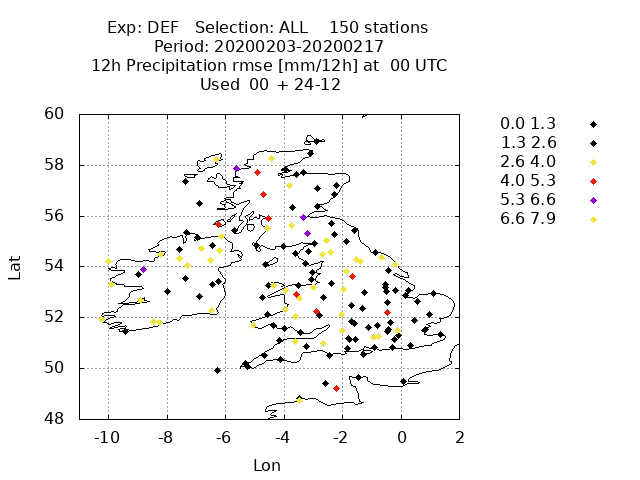 Exp: DEF Selection: ALL 150 stations
Period: 20200203-20200217
12h Precipitation rmse [mm/12h] at 00 UTC
Used 00 + 24-12
60
58
56
54
52
50
48
Lat
-10 -8 -6 -4 -2 0 2
Lon
0.0 1.3
1.3 2.6
2.6 4.0
4.0 5.3
5.3 6.6
6.6 7.9